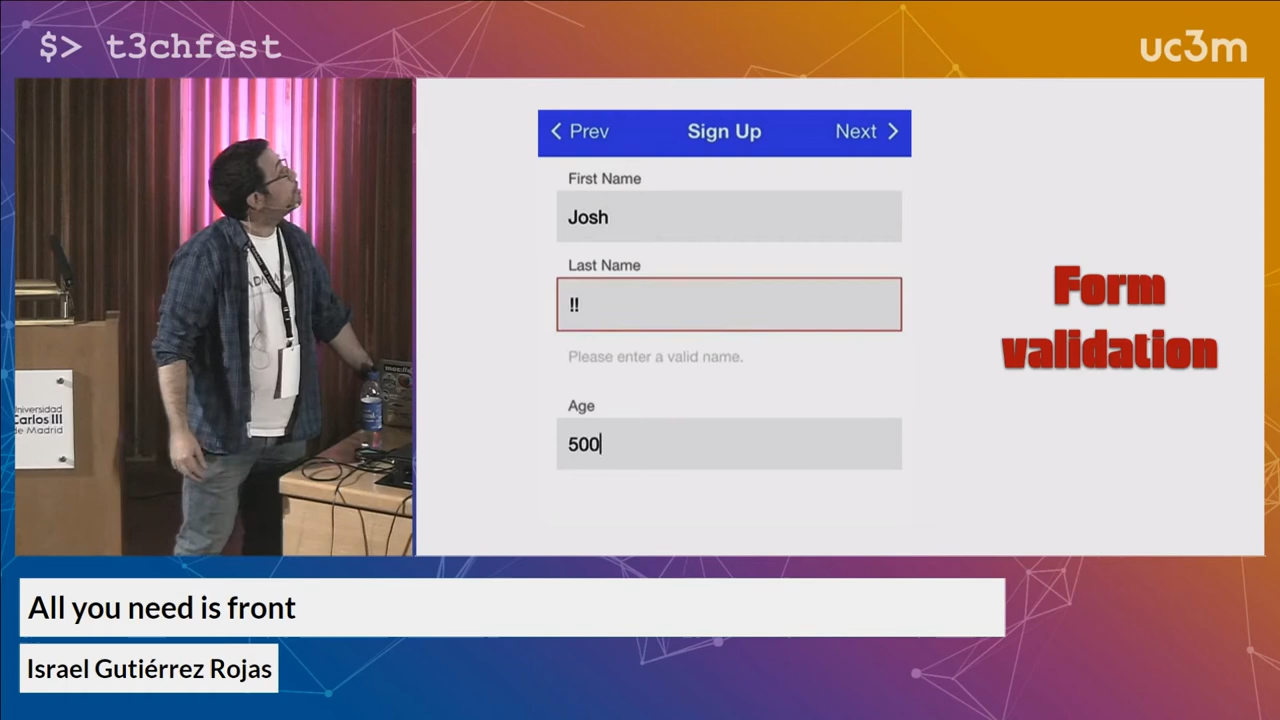 $> t3chfest
uc3m
Prev
Sign Up
Next
First Name
Josh
Last Name
!!
Please enter a valid name.
Age
500
Form
validation
Universidad
Carlos III
de Madrid
All you need is front
Israel Gutiérrez Rojas